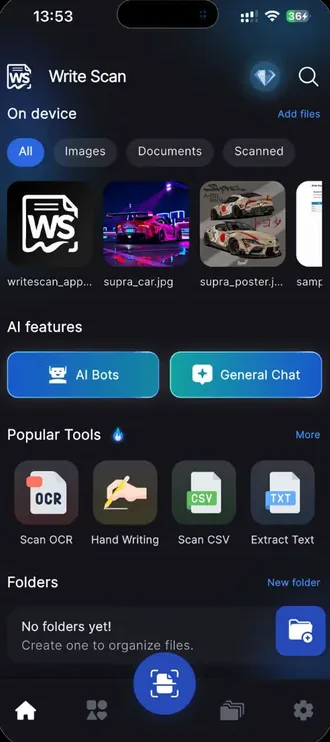 13:53
36
WS
Write Scan
On device
Add files
All
Images
Documents
Scanned
WS
writescan_app...
supra_car.jpg
supra_poster.j...
samp
AI features
AI Bots
General Chat
Popular Tools
More
OCR
CSV
TXT
Scan OCR
Hand Writing
Scan CSV
Extract Text
Folders
New folder
No folders yet!
Create one to organize files.